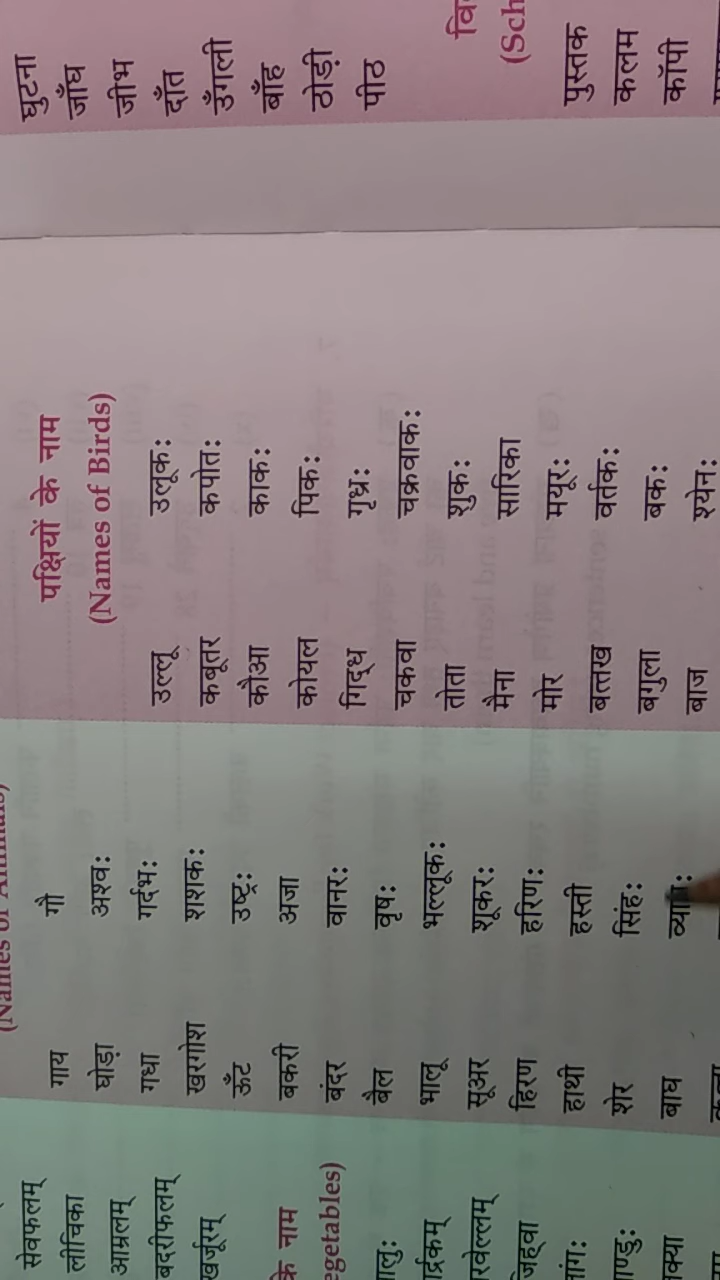 सेवफलम्
लीचिका
आम्रलम्
बदरीफलम्
खर्जूरम्
के नाम
गाय गौ
घोड़ा अश्वः
गधा गर्दभः
खरगोश शशकः
ऊँट उष्ट्रः
बकरी अजा
बंदर वानरः
बैल वृषः
भालू भल्लूकः
सूअर शूकरः
हिरण हरिणः
हाथी हस्ती
शेर सिंहः
बाघ
पक्षियों के नाम
(Names of Birds)
उल्लू उलूकः
कबूतर कपोतः
कौआ काकः
कोयल पिकः
गिद्ध गृध्रः
चकवा चक्रवाकः
तोता शुकः
मैना सारिका
मोर मयूरः
बत्तख वर्तकः
बगुला बकः
बाज श्येनः
घुटना
जाँघ
जीभ
दाँत
उँगली
बाँह
ठोड़ी
पीठ
पुस्तक
कलम
कॉपी